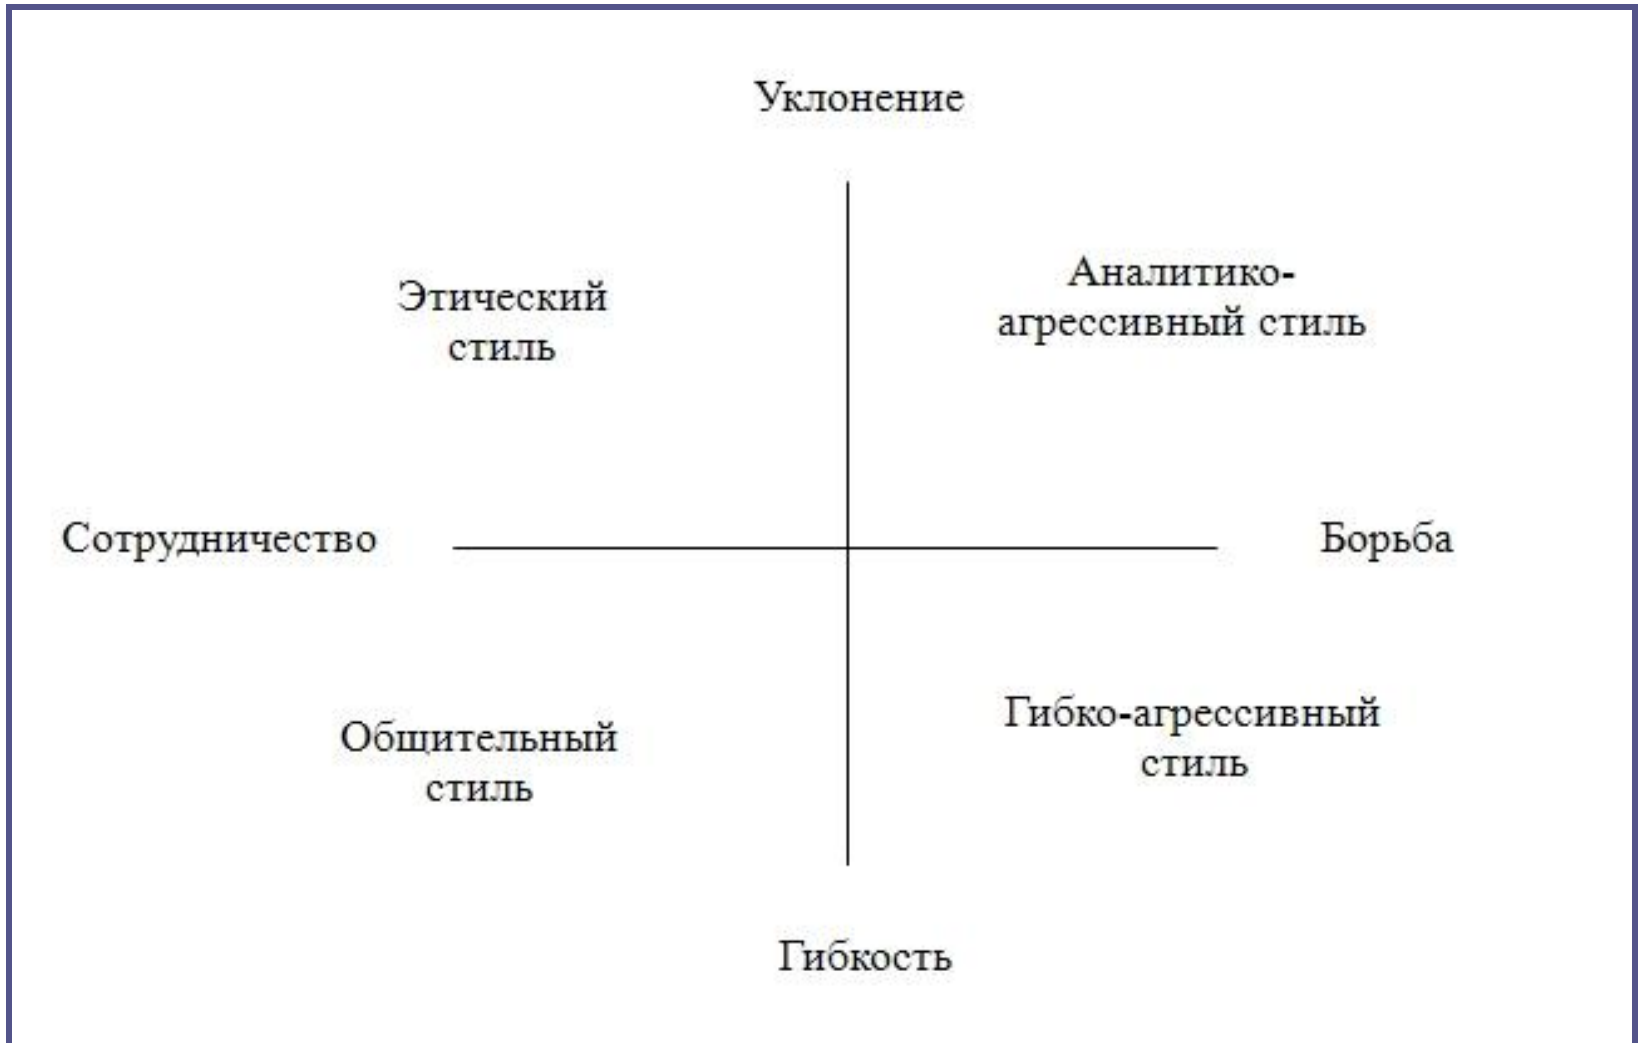 Уклонение
Этический
стиль
Аналитико-
агрессивный стиль
Сотрудничество
Борьба
Общительный
стиль
Гибко-агрессивный
стиль
Гибкость